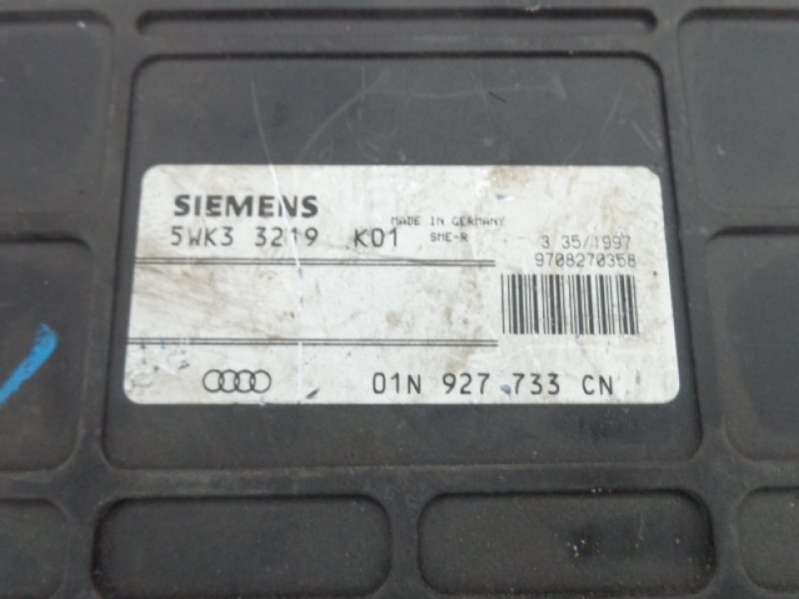 SIEMENS
MADE IN GERMANY
5WK3 3219 K01 SME-R 3 35/1997
9708270358
01N 927 733 CN